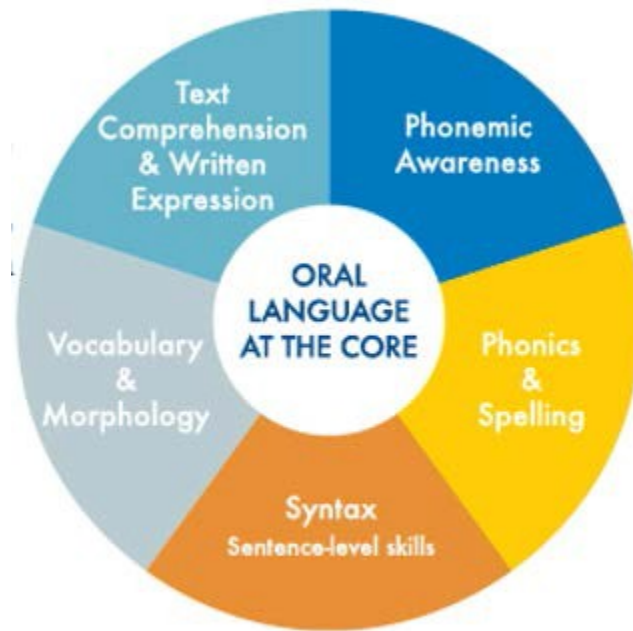 Text
Comprehension
& Written
Expression
Phonemic
Awareness
ORAL
LANGUAGE
AT THE CORE
Vocabulary
&
Morphology
Phonics
&
Spelling
Syntax
Sentence-level skills